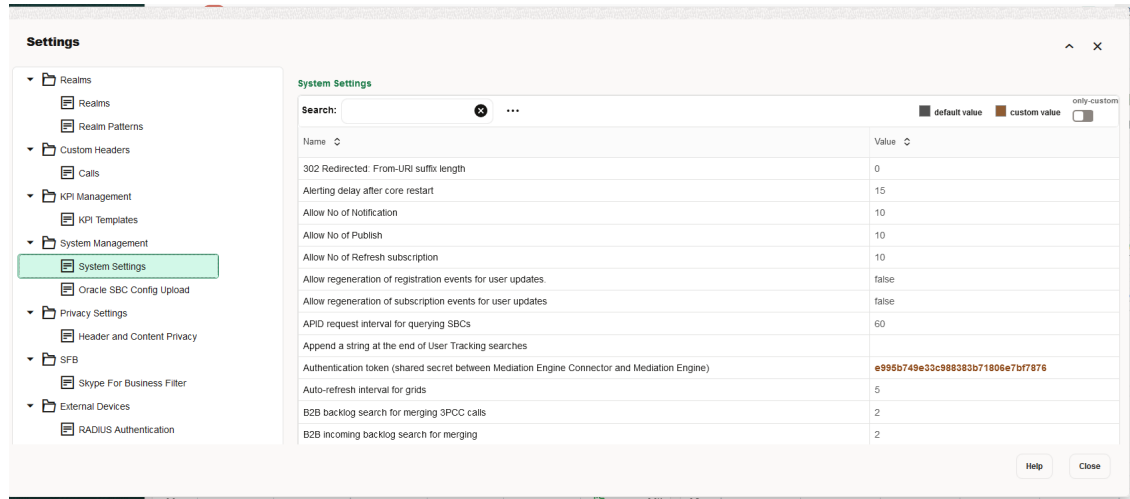 Settings
Realms
Realms
Realm Patterns
Custom Headers
Calls
KPI Management
KPI Templates
System Management
System Settings
Oracle SBC Config Upload
Privacy Settings
Header and Content Privacy
SFB
Skype For Business Filter
External Devices
RADIUS Authentication
System Settings
Search: ... default value custom value only-custom
Name Value
302 Redirected: From-URI suffix length 0
Alerting delay after core restart 15
Allow No of Notification 10
Allow No of Publish 10
Allow No of Refresh subscription 10
Allow regeneration of registration events for user updates. false
Allow regeneration of subscription events for user updates false
APID request interval for querying SBCs 60
Append a string at the end of User Tracking searches
Authentication token (shared secret between Mediation Engine Connector and Mediation Engine) e995b749e33c988383b71806e7bf7876
Auto-refresh interval for grids 5
B2B backlog search for merging 3PCC calls 2
B2B incoming backlog search for merging 2
Help Close